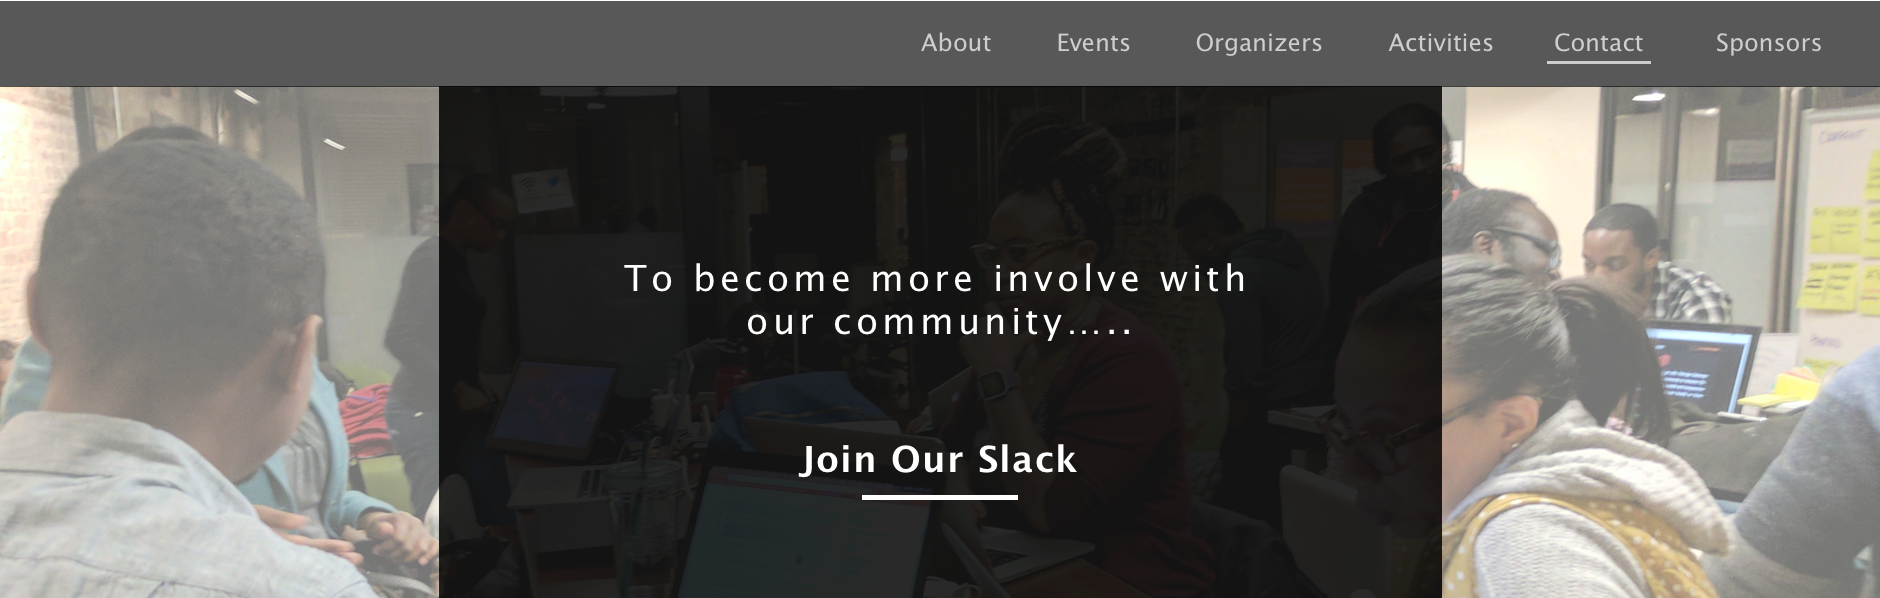 About Events Organizers Activities Contact Sponsors
To become more involve with
our community.....
Join Our Slack